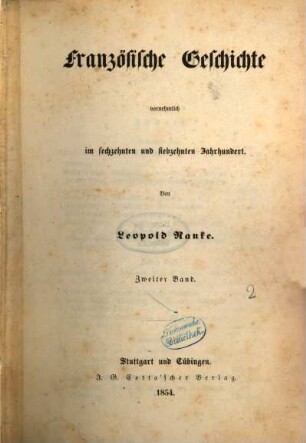 Französische Geschichte
vornehmlich
im sechzehnten und siebzehnten Jahrhundert.
Von
Leopold Ranke.
Zweiter Band.
2
Bibliothek.
Stuttgart und Tübingen.
J. G. Cotta'scher Verlag.
1854.